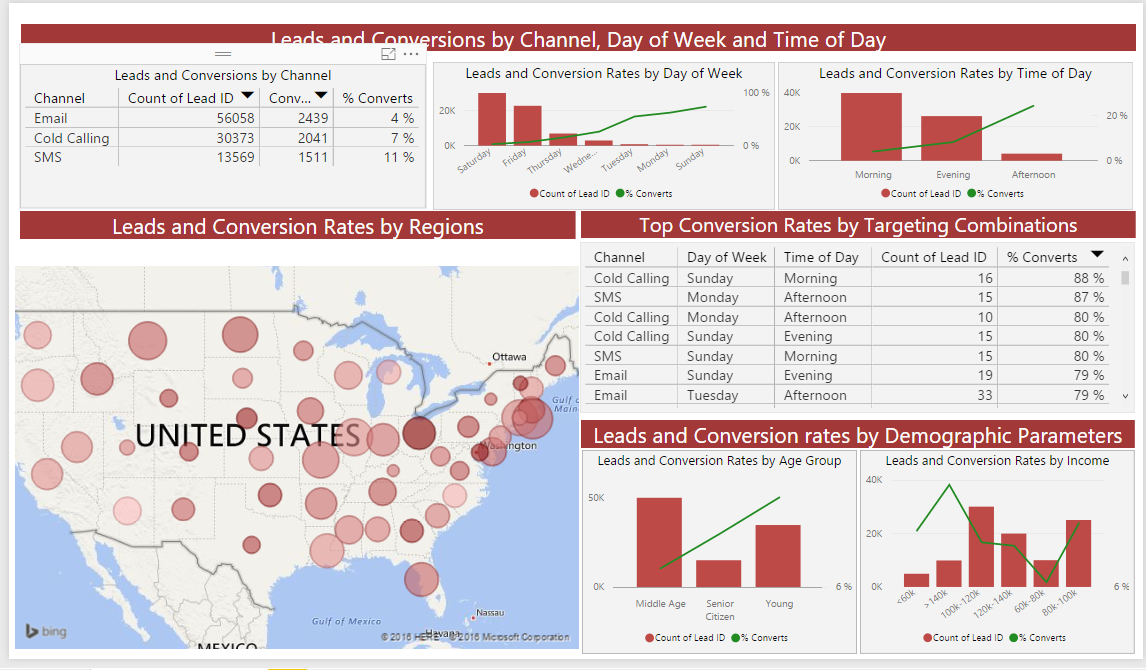 Leads and Conversions by Channel, Day of Week and Time of Day
Leads and Conversions by Channel
Channel Count of Lead ID Conv... % Converts
Email 56058 2439 4 %
Cold Calling 30373 2041 7 %
SMS 13569 1511 11 %
Leads and Conversion Rates by Day of Week
20K
0K
100 %
0 %
Saturday Friday Thursday Wedne... Tuesday Monday Sunday
Count of Lead ID % Converts
Leads and Conversion Rates by Time of Day
40K
20K
0K
20 %
0 %
Morning Evening Afternoon
Count of Lead ID % Converts
Leads and Conversion Rates by Regions
UNITED STATES
Ottawa
Gulf of
Main
Washington
Gulf of Mexico
Nassau
Havana
MEXICO
bing
© 2016 HERE © 2016 Microsoft Corporation
Top Conversion Rates by Targeting Combinations
Channel Day of Week Time of Day Count of Lead ID % Converts
Cold Calling Sunday Morning 16 88 %
SMS Monday Afternoon 15 87 %
Cold Calling Monday Afternoon 10 80 %
Cold Calling Sunday Evening 15 80 %
SMS Sunday Morning 15 80 %
Email Sunday Evening 19 79 %
Email Tuesday Afternoon 33 79 %
Leads and Conversion rates by Demographic Parameters
Leads and Conversion Rates by Age Group
50K
0K
6 %
Middle Age Senior Citizen Young
Count of Lead ID % Converts
Leads and Conversion Rates by Income
40K
20K
0K
6 %
<60k >140k 100k-120k 120k-140k 60k-80k 80k-100k
Count of Lead ID % Converts